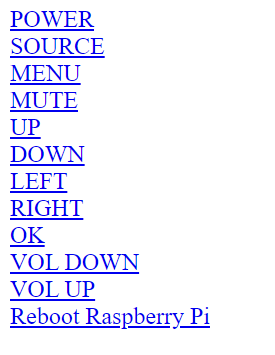 POWER
SOURCE
MENU
MUTE
UP
DOWN
LEFT
RIGHT
OK
VOL DOWN
VOL UP
Reboot Raspberry Pi